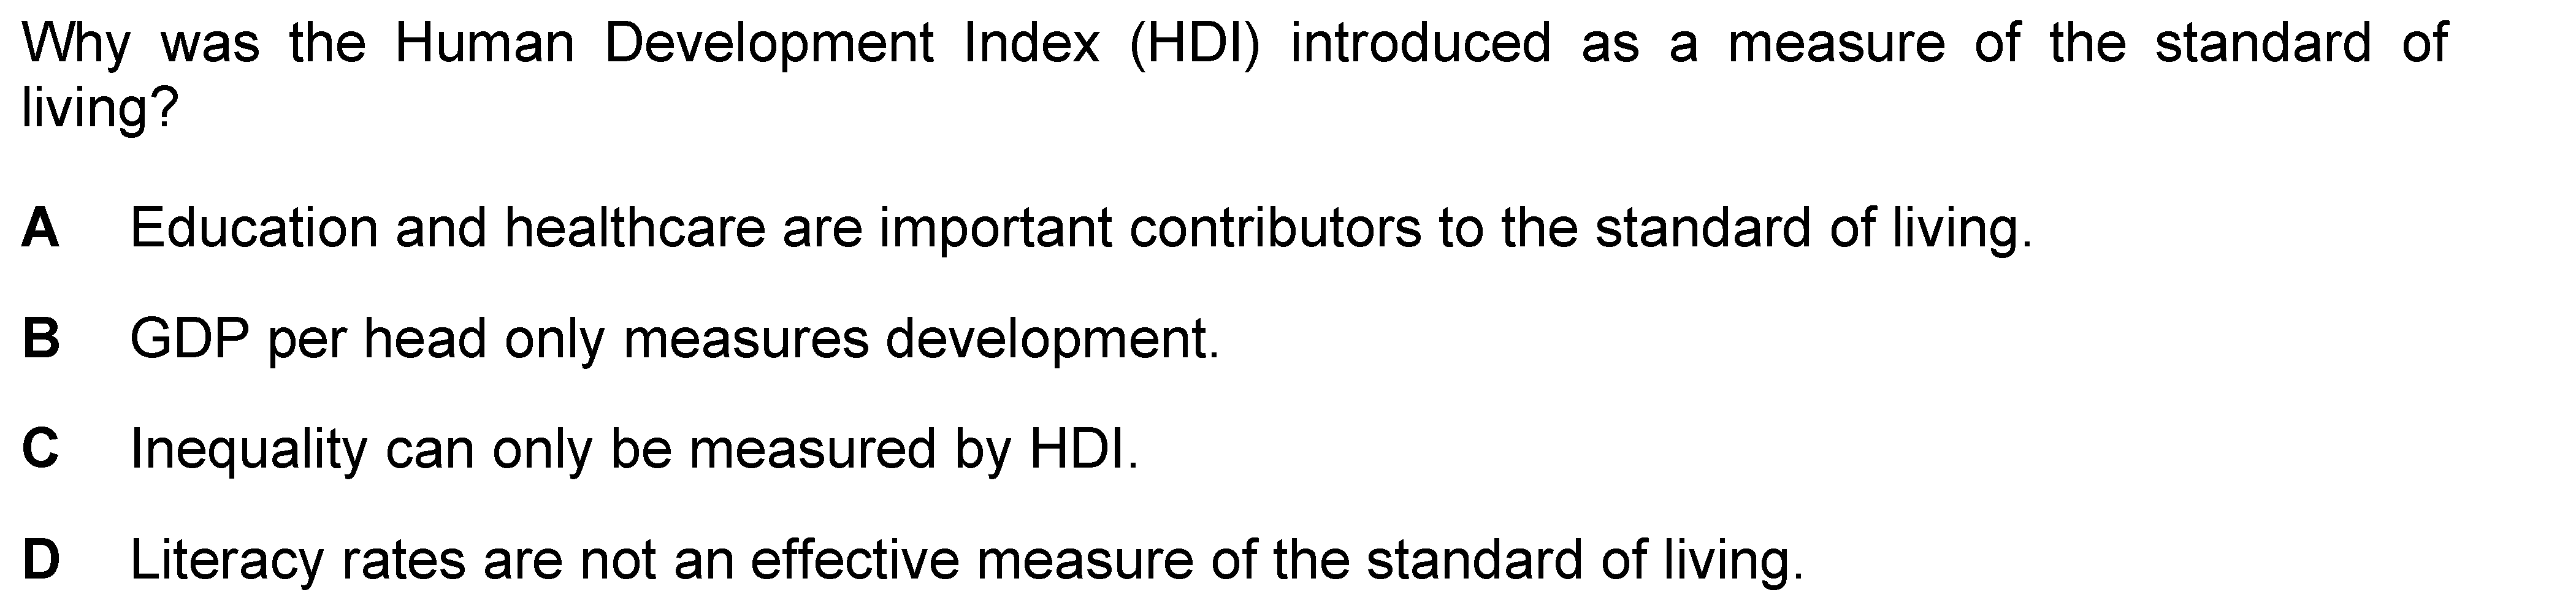 Why was the Human Development Index (HDI) introduced as a measure of the standard of
living?
A Education and healthcare are important contributors to the standard of living.
B GDP per head only measures development.
C Inequality can only be measured by HDI.
D Literacy rates are not an effective measure of the standard of living.